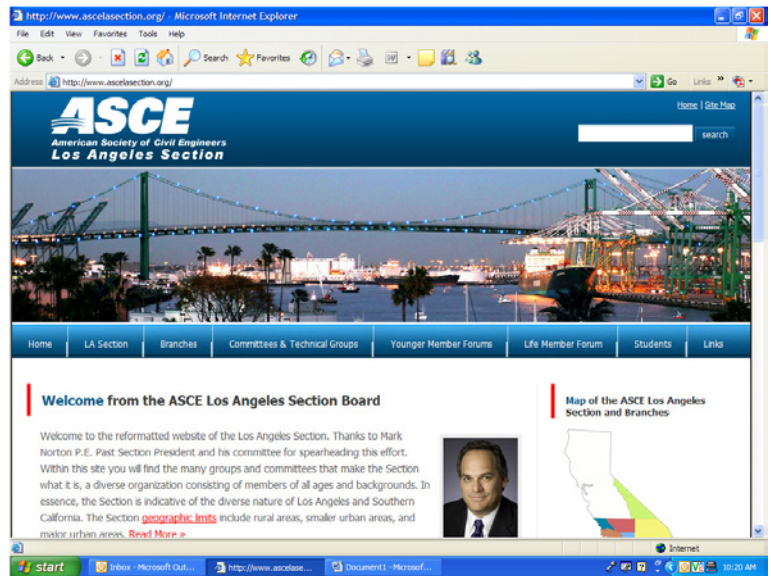 http://www.ascelasection.org/ - Microsoft Internet Explorer
File Edit View Favorites Tools Help
Back Search Favorites
Address http://www.ascelasection.org/ Go Links »
Home | Site Map
ASCE
search
American Society of Civil Engineers
Los Angeles Section
Home LA Section Branches Committees & Technical Groups Younger Member Forums Life Member Forum Students Links
Welcome from the ASCE Los Angeles Section Board
Welcome to the reformatted website of the Los Angeles Section. Thanks to Mark
Norton P.E. Past Section President and his committee for spearheading this effort.
Within this site you will find the many groups and committees that make the Section
what it is, a diverse organization consisting of members of all ages and backgrounds. In
essence, the Section is indicative of the diverse nature of Los Angeles and Southern
California. The Section geographic limits include rural areas, smaller urban areas, and
major urban areas. Read More »
Map of the ASCE Los Angeles
Section and Branches
Internet
start Inbox - Microsoft Out... http://www.ascelase... Document1 - Microsof... 10:20 AM